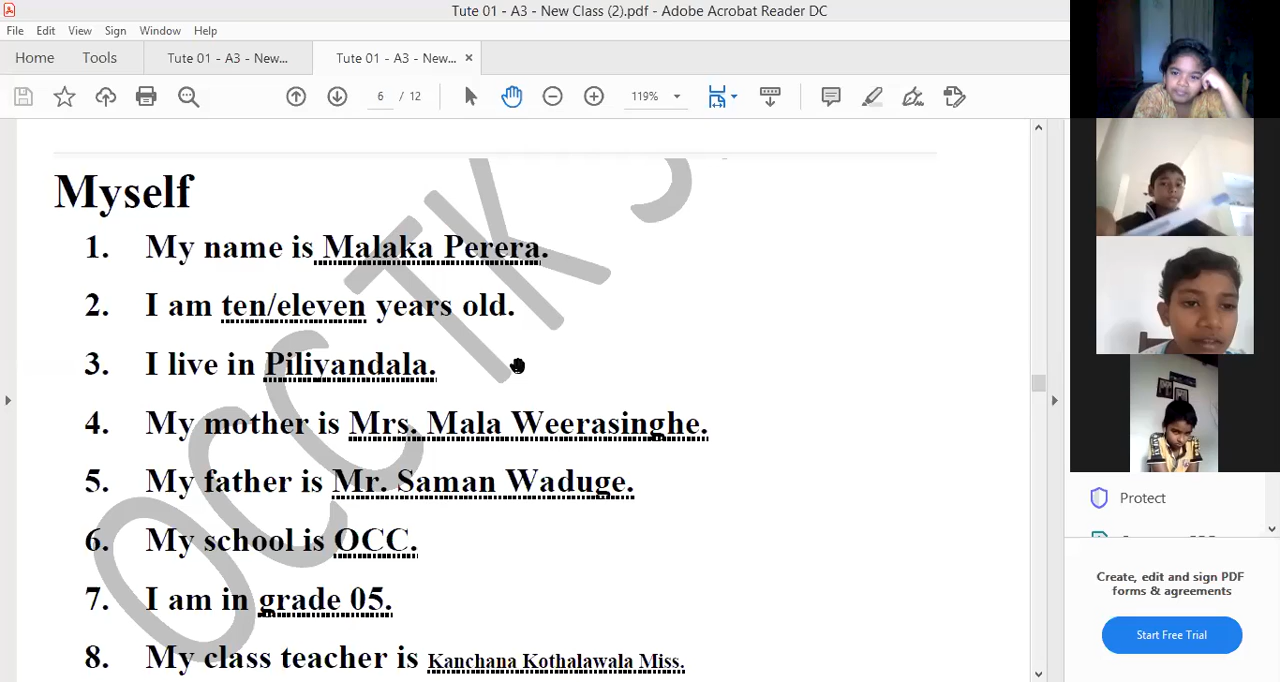 Tute 01 - A3 - New Class (2).pdf - Adobe Acrobat Reader DC
File Edit View Sign Window Help
Home Tools Tute 01 - A3 - New... Tute 01 - A3 - New... ×
6 / 12 119%
Myself
1. My name is Malaka Perera.
2. I am ten/eleven years old.
3. I live in Piliyandala.
4. My mother is Mrs. Mala Weerasinghe.
5. My father is Mr. Saman Waduge.
6. My school is OCC.
7. I am in grade 05.
8. My class teacher is Kanchana Kothalawala Miss.
OCC TK S
Protect
Create, edit and sign PDF
forms & agreements
Start Free Trial